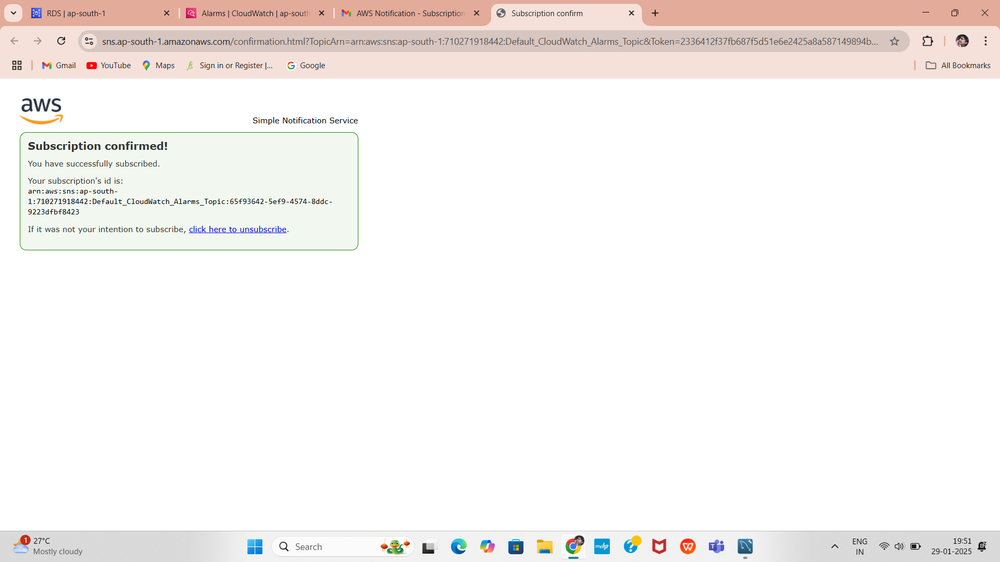 RDS | ap-south-1
Alarms | CloudWatch | ap-south
AWS Notification - Subscription
Subscription confirm
sns.ap-south-1.amazonaws.com/confirmation.html?TopicArn=arn:aws:sns:ap-south-1:710271918442:Default_CloudWatch_Alarms_Topic&Token=2336412f37fb687f5d51e6e2425a8a587149894b...
Gmail
YouTube
Maps
Sign in or Register |...
Google
All Bookmarks
aws
Simple Notification Service
Subscription confirmed!
You have successfully subscribed.
Your subscription's id is:
arn:aws:sns:ap-south-
1:710271918442:Default_CloudWatch_Alarms_Topic:65f93642-5ef9-4574-8ddc-
9223dfbf8423
If it was not your intention to subscribe, click here to unsubscribe.
1
27°C
Mostly cloudy
Search
myhp
ENG
IN
19:51
29-01-2025